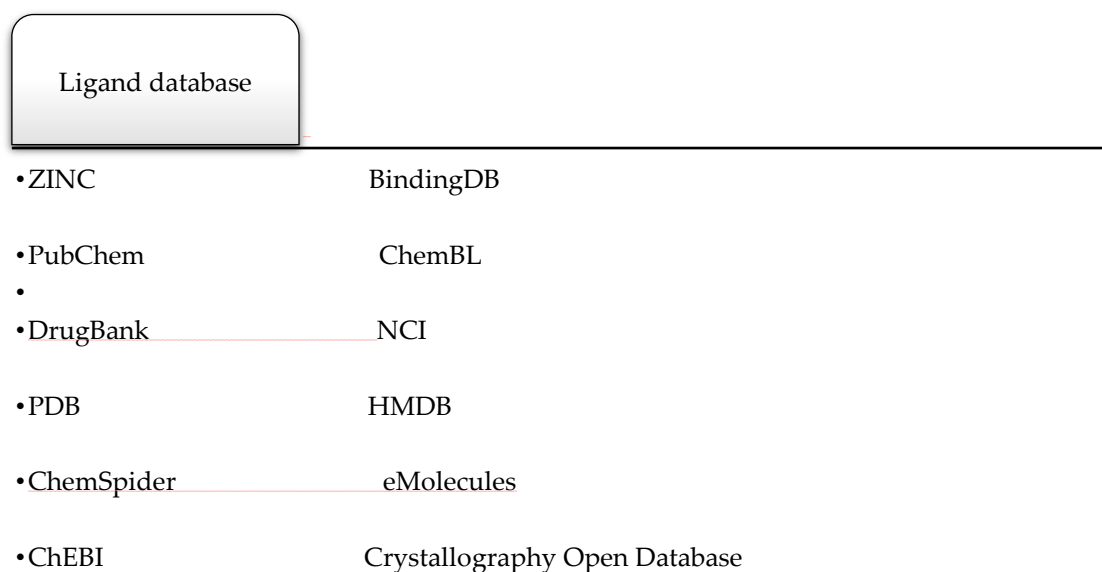 Ligand database
•ZINC BindingDB
•PubChem ChemBL
•
•DrugBank NCI
•PDB HMDB
•ChemSpider eMolecules
•ChEBI Crystallography Open Database